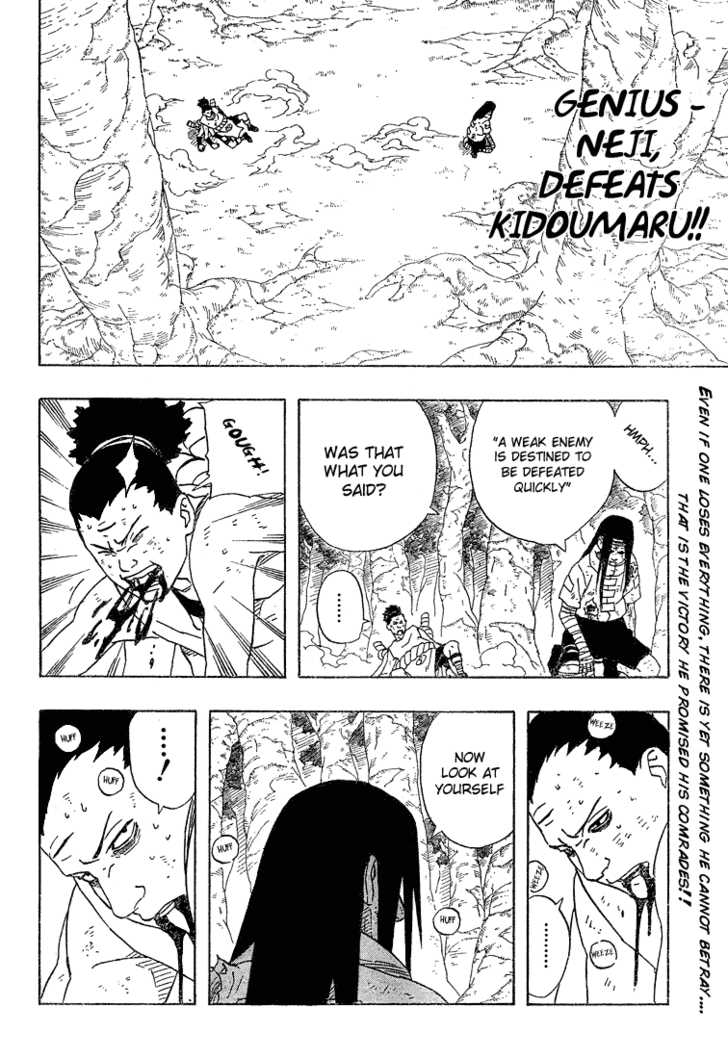 GENIUS -
NEJI,
DEFEATS
KIDOUMARU!!
EVEN IF ONE LOSES EVERYTHING, THERE IS YET SOMETHING HE CANNOT BETRAY....
THAT IS THE VICTORY HE PROMISED HIS COMRADES!!
HMPH...
"A WEAK ENEMY
IS DESTINED TO
BE DEFEATED
QUICKLY"
WAS THAT
WHAT YOU
SAID?
......
GOUGH!
WEEZE
WEEZE
WEEZE
NOW
LOOK AT
YOURSELF
HUFF
HUFF
.....!
HUFF
HUFF